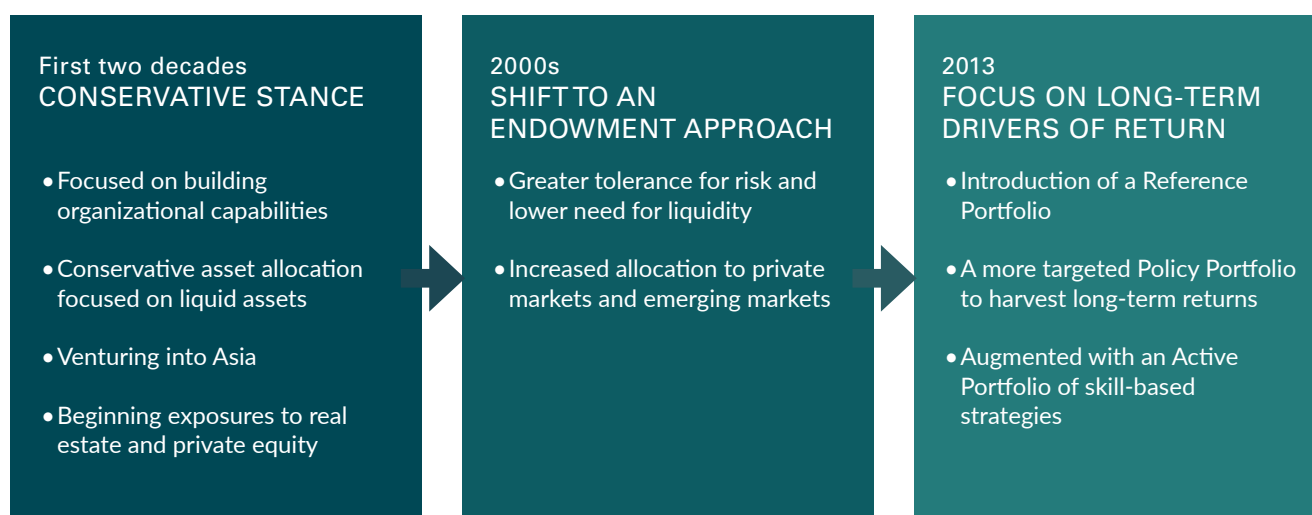 First two decades
CONSERVATIVE STANCE
• Focused on building
organizational capabilities
• Conservative asset allocation
focused on liquid assets
• Venturing into Asia
• Beginning exposures to real
estate and private equity
2000s
SHIFT TO AN
ENDOWMENT APPROACH
• Greater tolerance for risk and
lower need for liquidity
• Increased allocation to private
markets and emerging markets
2013
FOCUS ON LONG-TERM
DRIVERS OF RETURN
• Introduction of a Reference
Portfolio
• A more targeted Policy Portfolio
to harvest long-term returns
• Augmented with an Active
Portfolio of skill-based
strategies